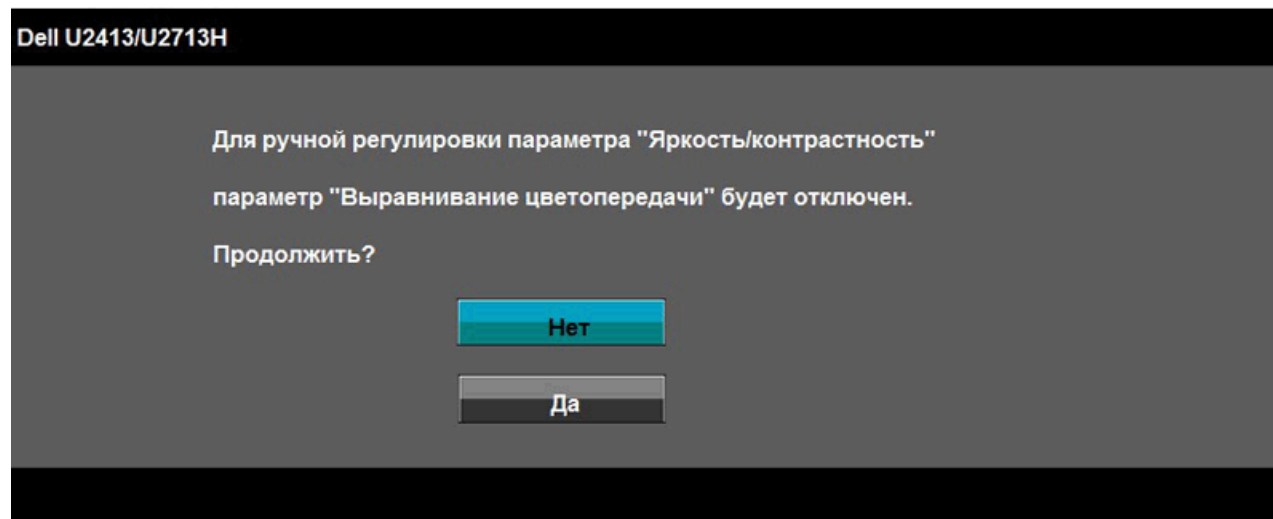 Dell U2413/U2713H
Для ручной регулировки параметра "Яркость/контрастность"
параметр "Выравнивание цветопередачи" будет отключен.
Продолжить?
Нет
Да